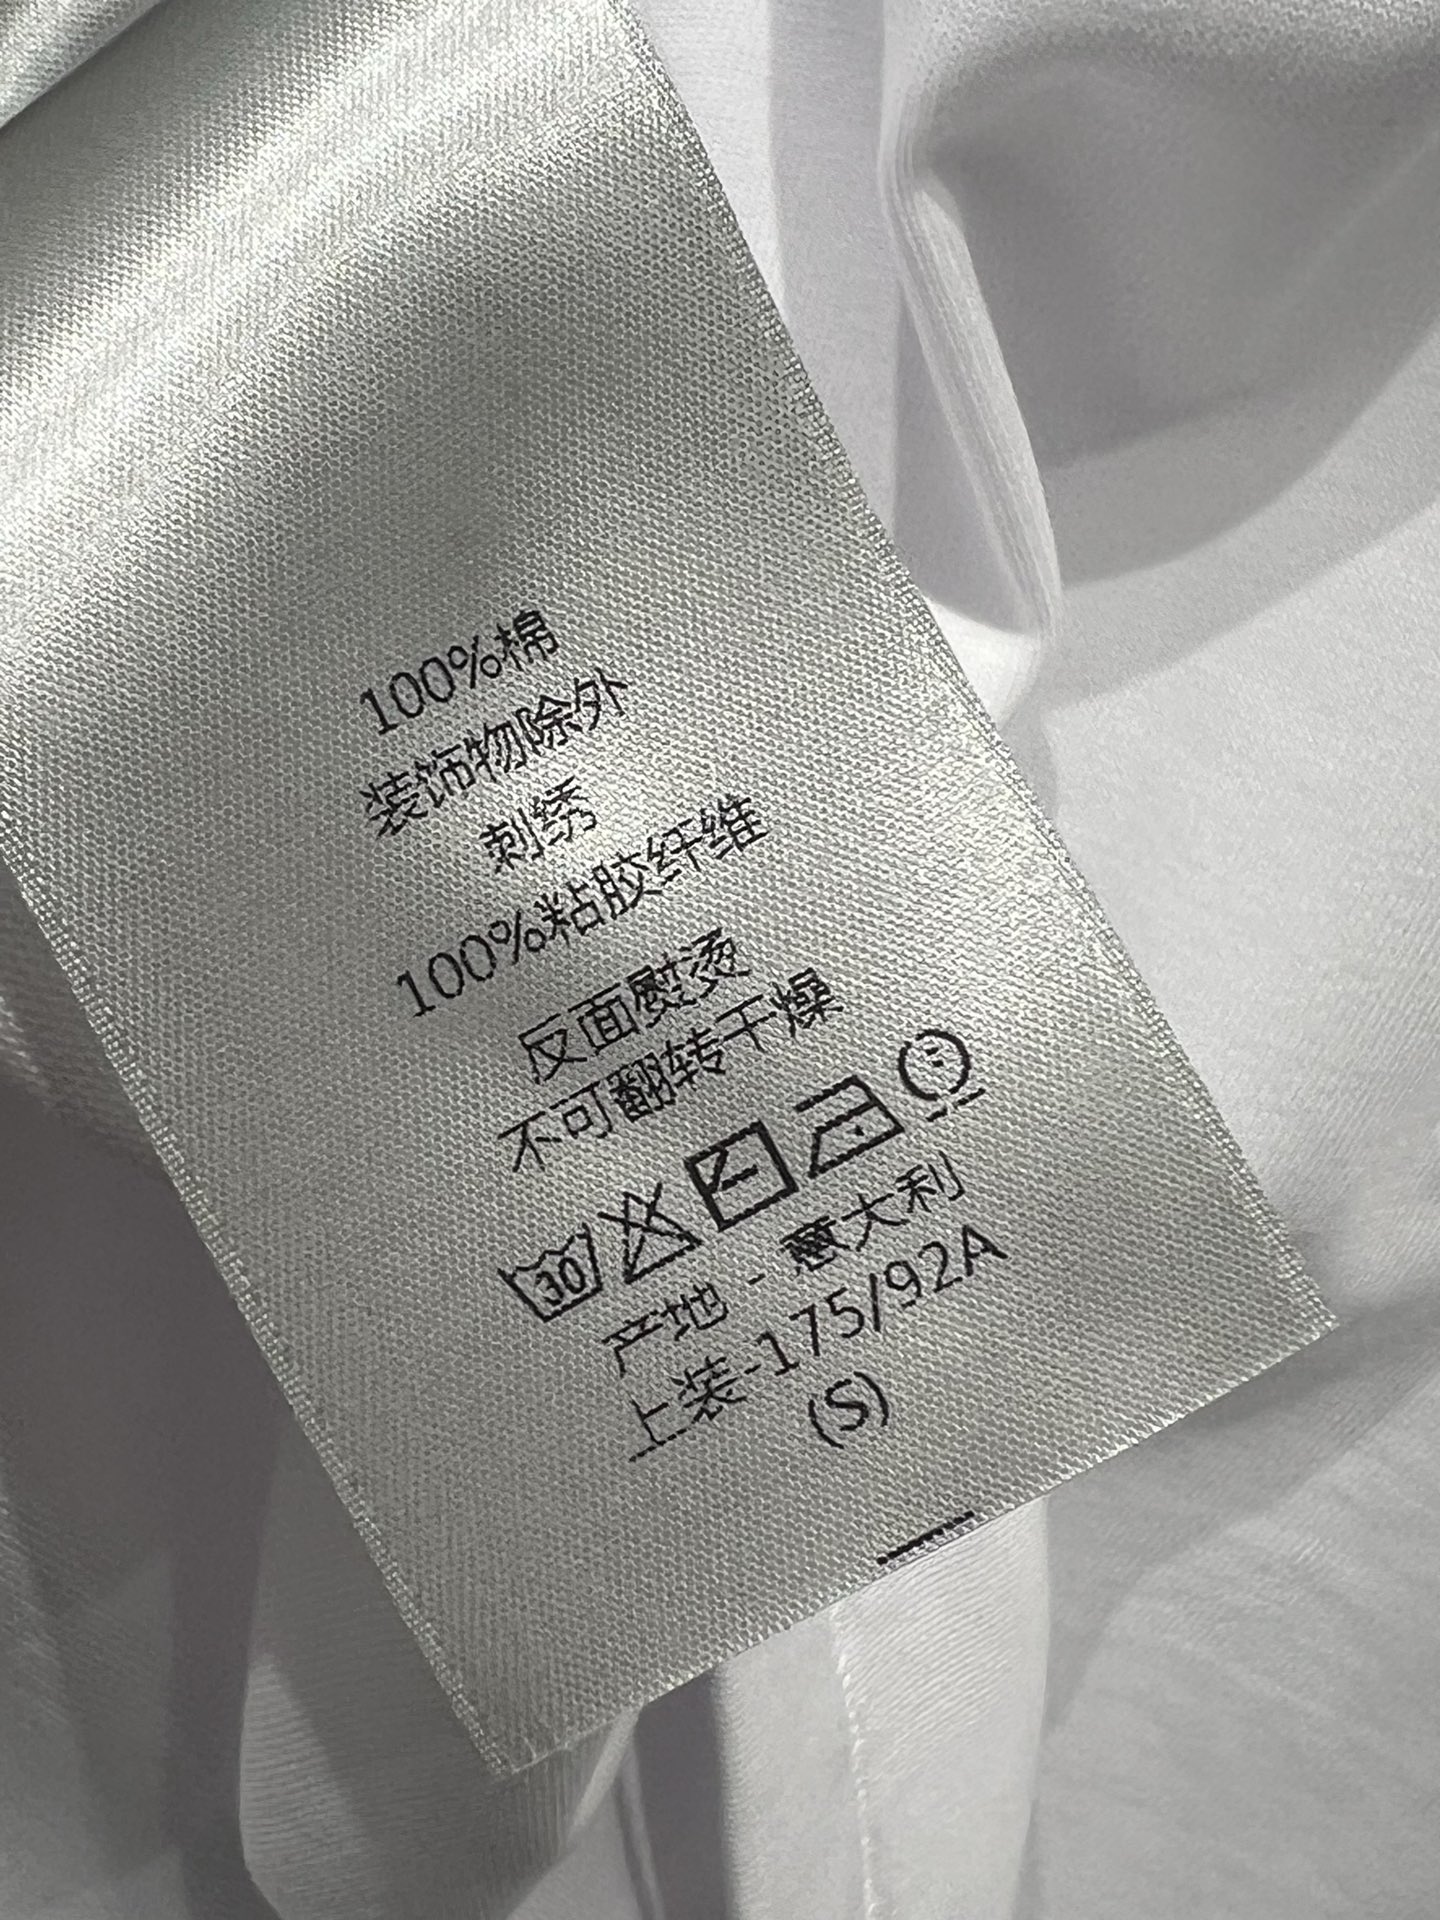 100%棉
装饰物除外
刺绣
100%粘胶纤维
反面熨烫
不可翻转干燥
30
产地 - 意大利
上装-175/92A
(S)